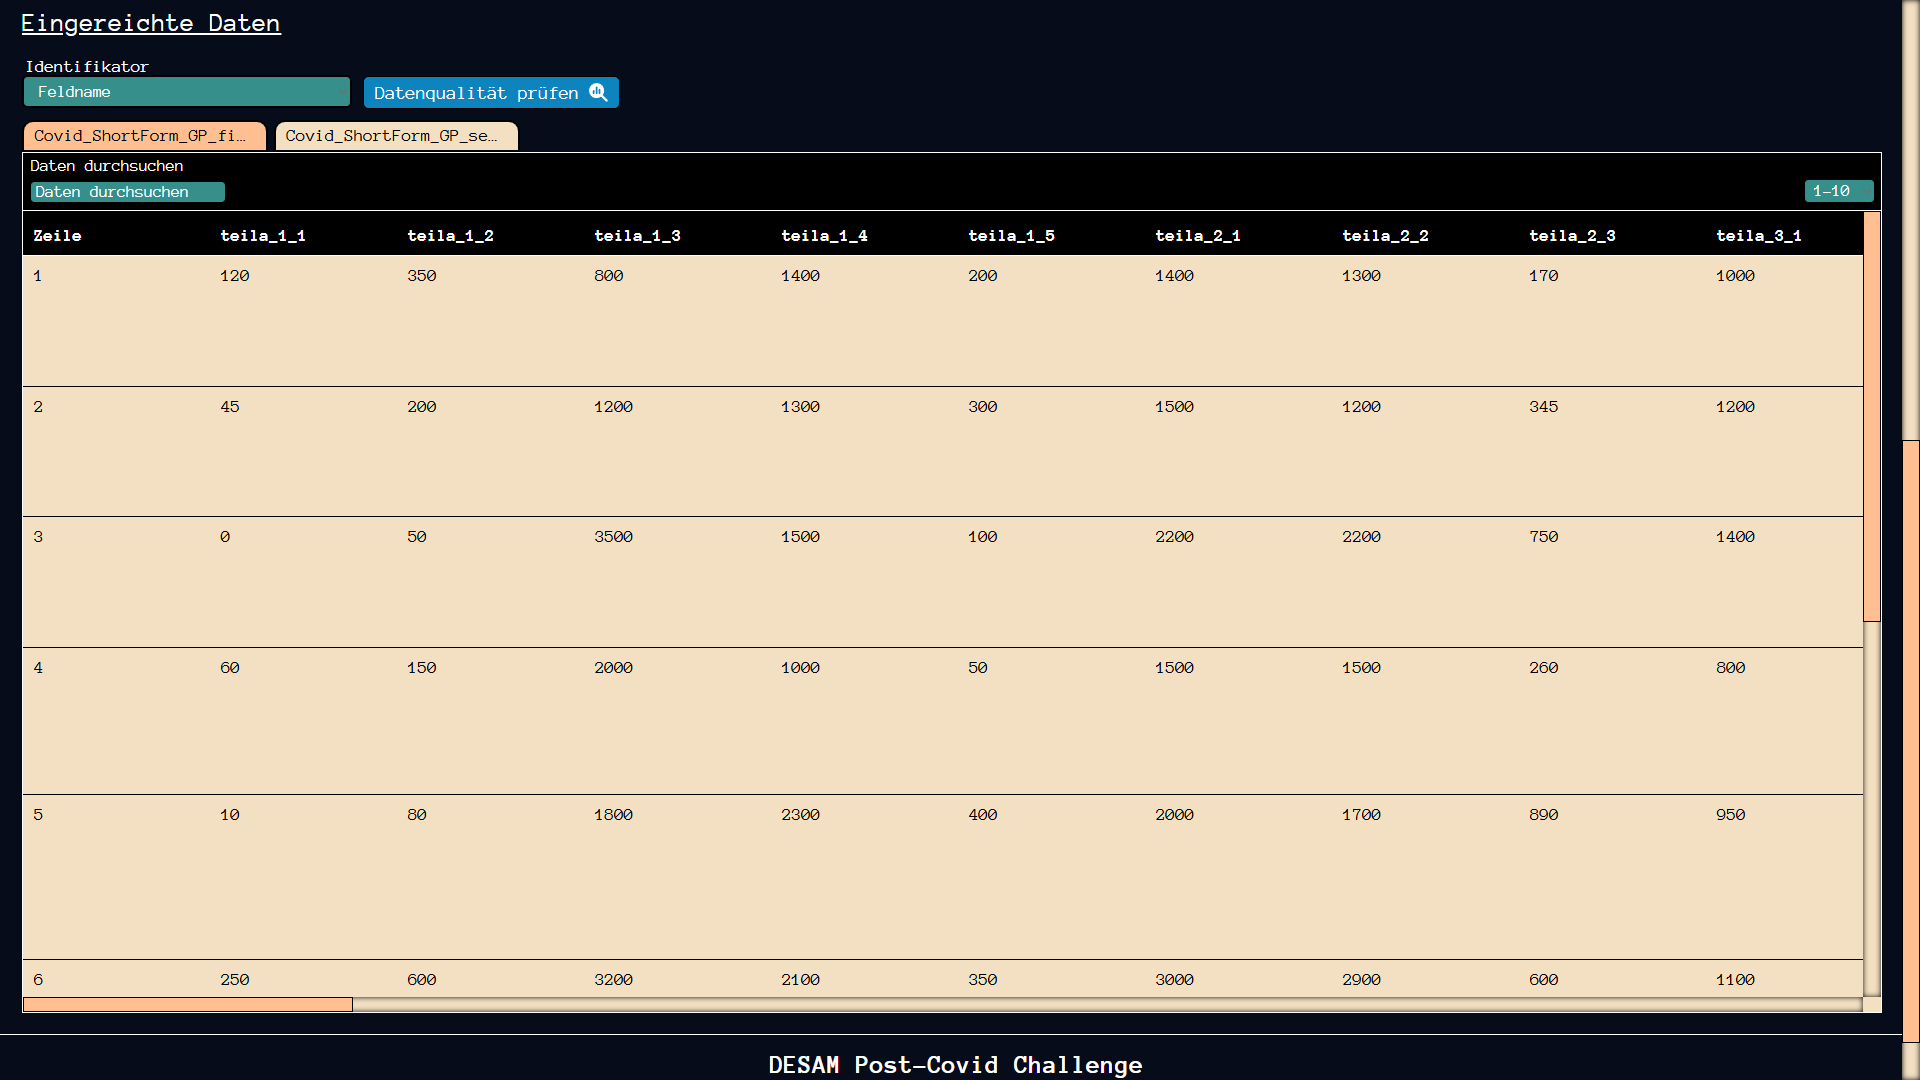 Eingereichte Daten
Identifikator
Feldname
Datenqualität prüfen
Covid_ShortForm_GP_fi… Covid_ShortForm_GP_se…
Daten durchsuchen
Daten durchsuchen 1-10
Zeile teila_1_1 teila_1_2 teila_1_3 teila_1_4 teila_1_5 teila_2_1 teila_2_2 teila_2_3 teila_3_1
1 120 350 800 1400 200 1400 1300 170 1000
2 45 200 1200 1300 300 1500 1200 345 1200
3 0 50 3500 1500 100 2200 2200 750 1400
4 60 150 2000 1000 50 1500 1500 260 800
5 10 80 1800 2300 400 2000 1700 890 950
6 250 600 3200 2100 350 3000 2900 600 1100
DESAM Post-Covid Challenge